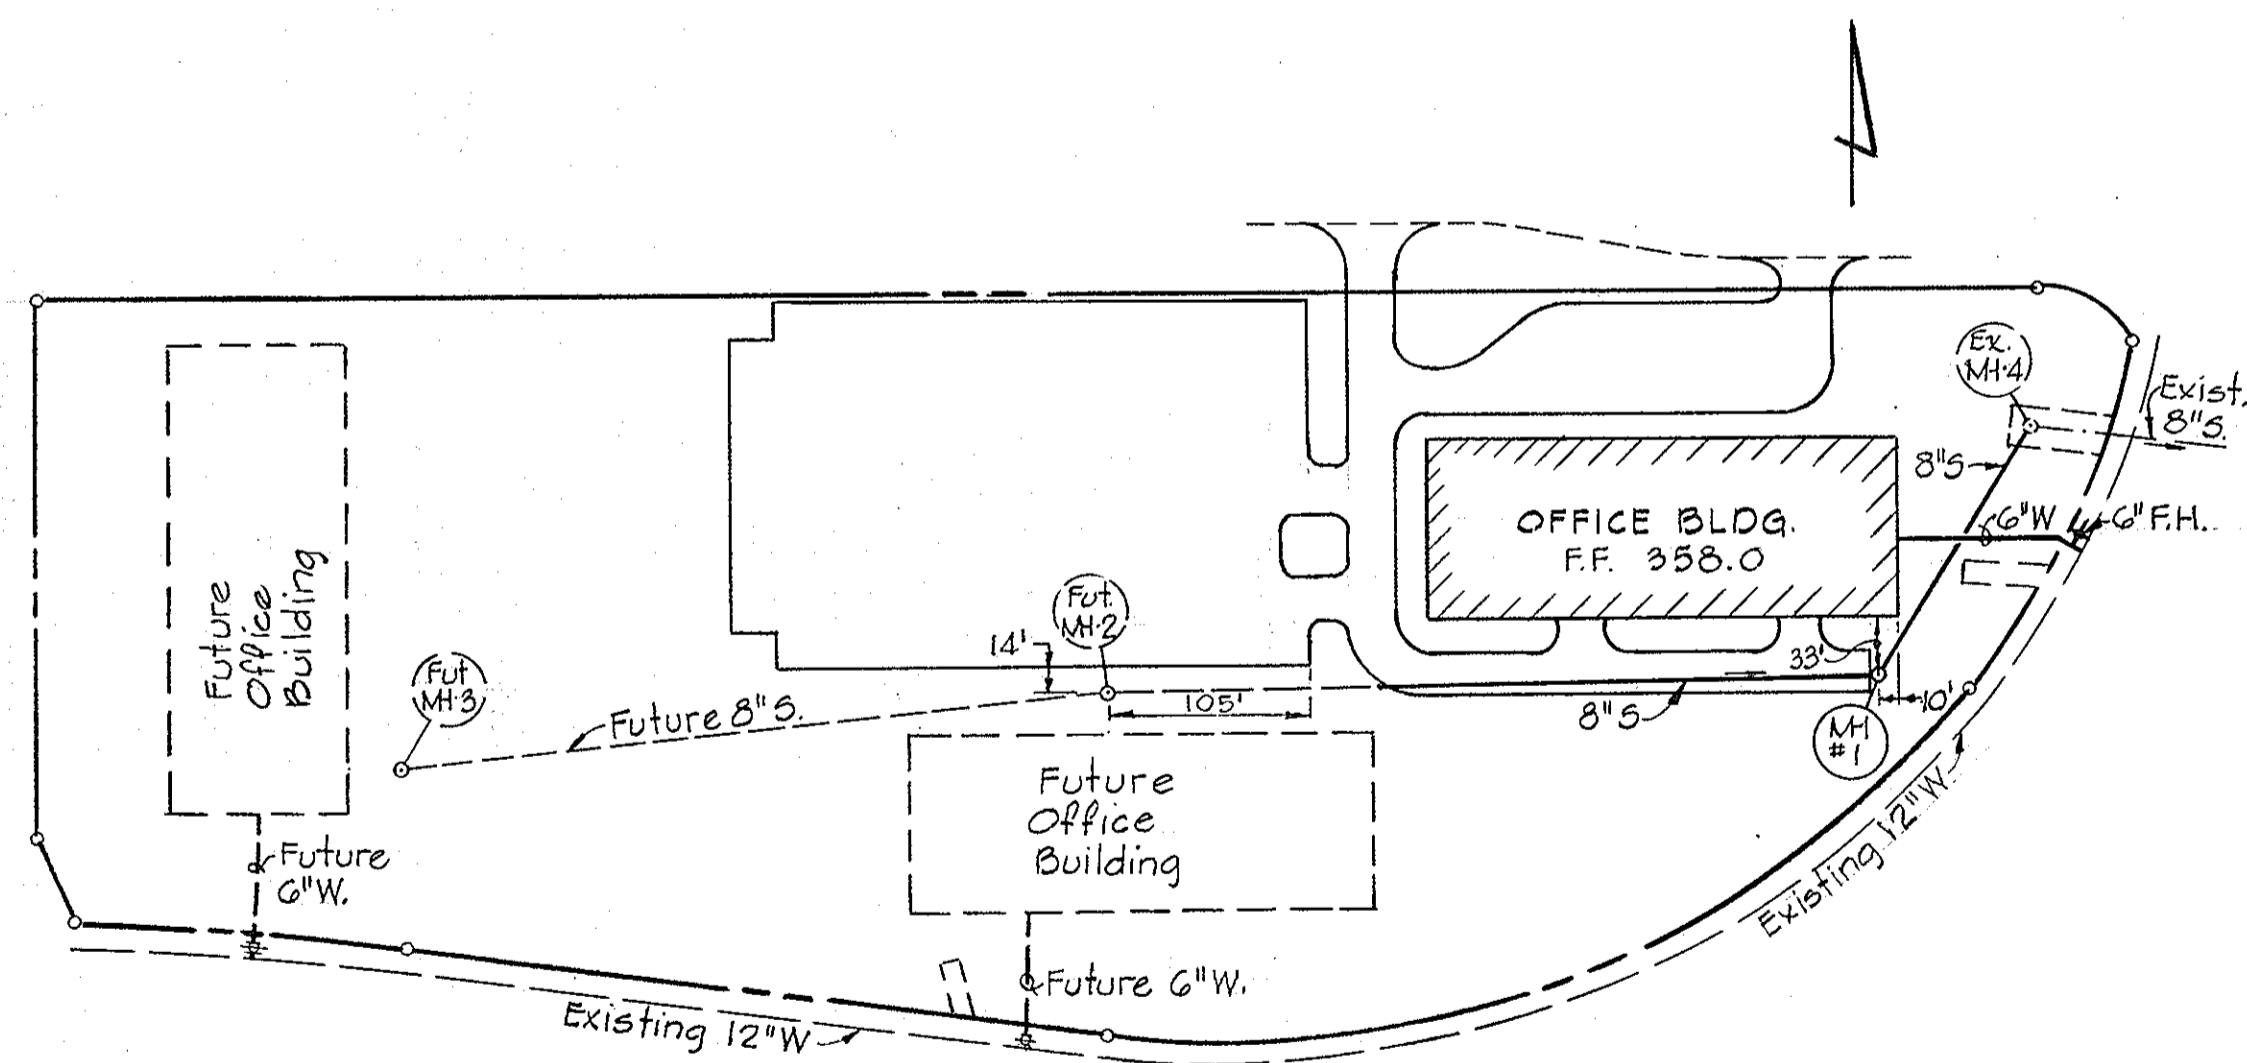 Ex.
MH-4
Exist.
8"S.
8"S
6"W
6"F.H.
OFFICE BLDG.
F.F. 358.0
Future
Office
Building
Fut.
MH-2
14'
33'
Fut
MH-3
Future 8"S.
105'
8"S
10'
MH
#1
Future
Office
Building
Future
6"W.
Existing 12"W.
Future 6"W.
Existing 12"W